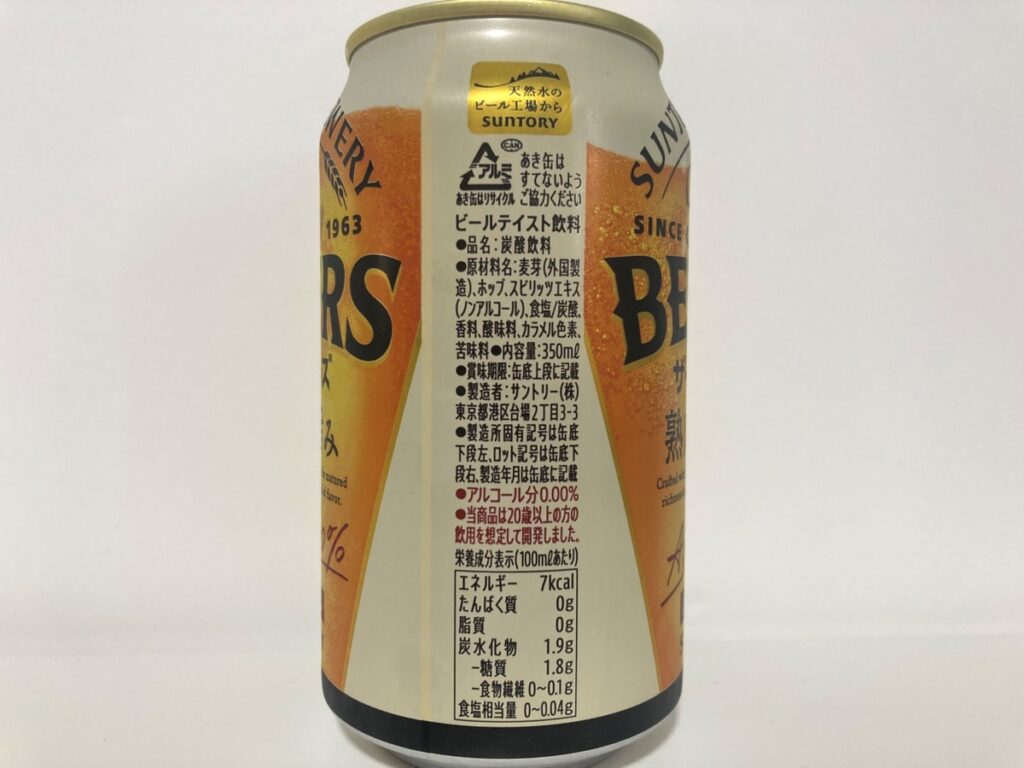 天然水の
ビール工場から
SUNTORY
CAN
アルミ
あき缶はリサイクル
あき缶は
すてないよう
ご協力ください
ビールテイスト飲料
●品名：炭酸飲料
●原材料名：麦芽(外国製
造)、ホップ、スピリッツエキス
(ノンアルコール)、食塩/炭酸、
香料、酸味料、カラメル色素、
苦味料●内容量：350ml
●賞味期限：缶底上段に記載
●製造者：サントリー(株)
東京都港区台場2丁目3-3
●製造所固有記号は缶底
下段左、ロット記号は缶底下
段右、製造年月は缶底に記載
●アルコール分0.00%
●当商品は20歳以上の方の
飲用を想定して開発しました。
栄養成分表示(100mlあたり)
エネルギー 7kcal
たんぱく質 0g
脂質 0g
炭水化物 1.9g
−糖質 1.8g
−食物繊維 0〜0.1g
食塩相当量 0〜0.04g
WERY
1963
ERS
ズ
み
matured
flavor.
%
SUNT
SINCE
BE
ザ
熟
Crafted